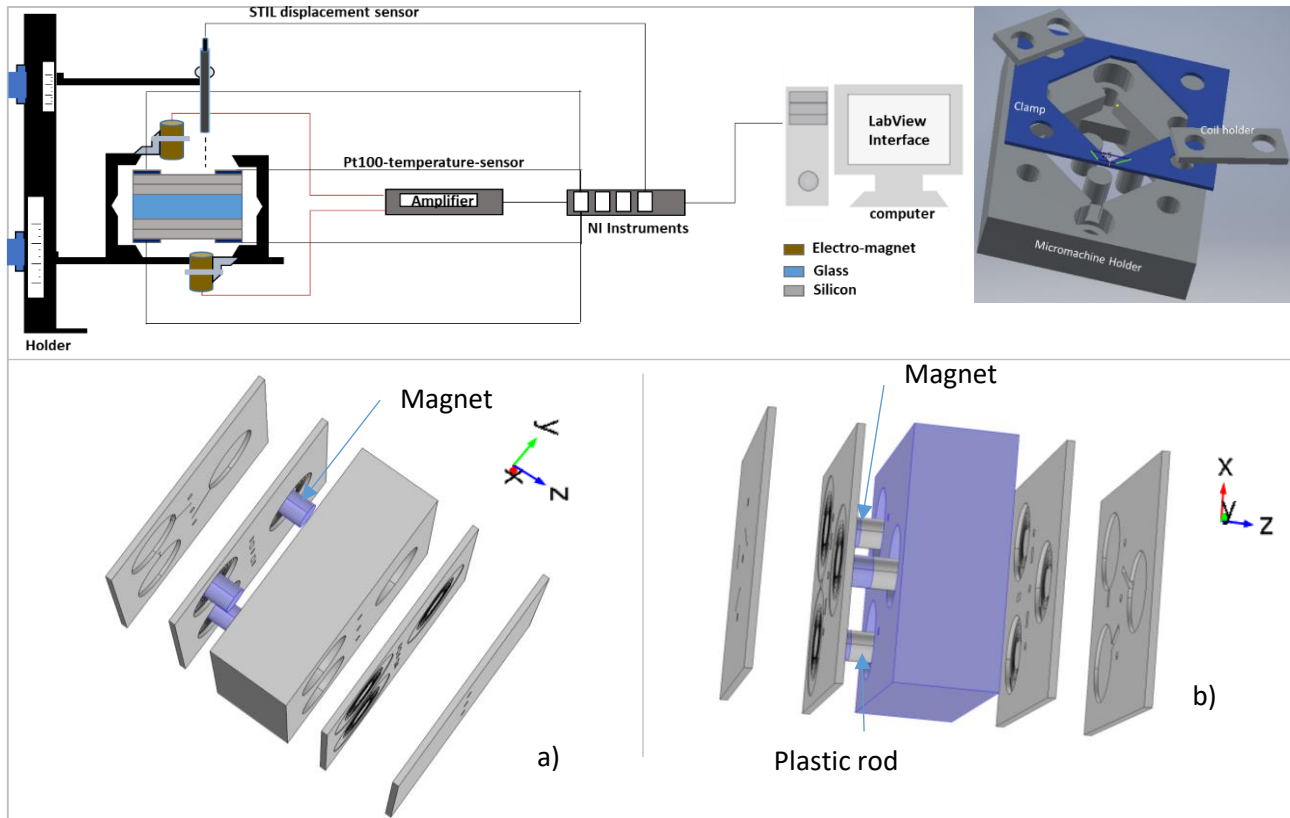 STIL displacement sensor
Pt100-temperature-sensor
Amplifier
NI Instruments
LabView
Interface
computer
Electro-magnet
Glass
Silicon
Holder
Clamp
Coil holder
Micromachine Holder
Magnet
y
x
z
a)
Magnet
X
y
Z
b)
Plastic rod